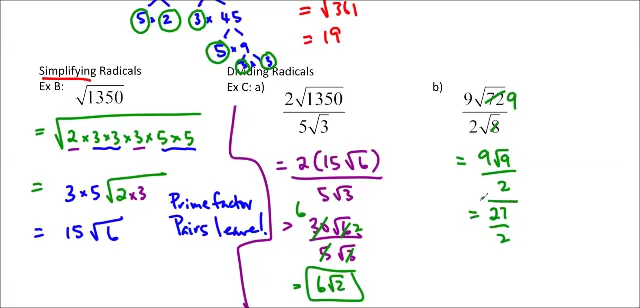 5 × 2 3 × 45
5 × 9
3 × 3
= √361
= 19
Simplifying Radicals
Ex B:
√1350
= √2 × 3 × 3 × 3 × 5 × 5
= 3 × 5 √2 × 3
= 15 √6
Prime factor
Pairs leave!
Dividing Radicals
Ex C: a)
2√1350
5√3
= 2 (15 √6)
5 √3
6
= 30 √6 2
5 √3
= 6√2
b)
9√72 9
2√8
= 9√9
2
= 27
2